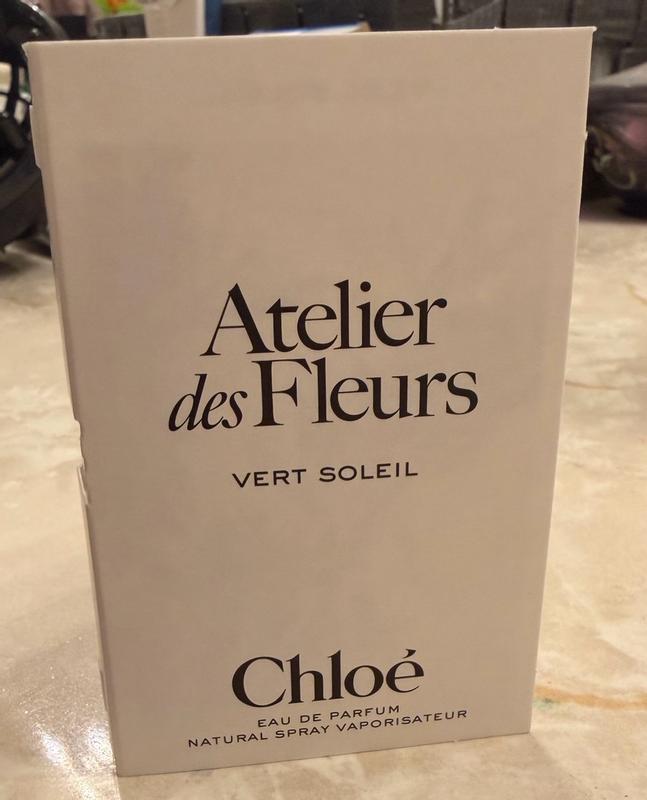 Atelier
des Fleurs
VERT SOLEIL
Chloé
EAU DE PARFUM
NATURAL SPRAY VAPORISATEUR